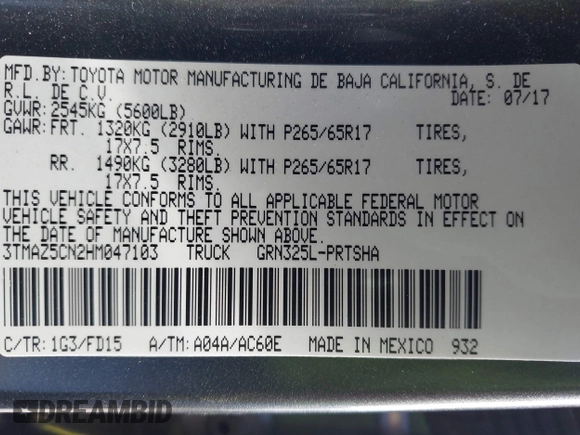 MFD.BY:TOYOTA MOTOR MANUFACTURING DE BAJA CALIFORNIA, S. DE
R.L. DE C.V.
DATE: 07/17
GVWR:2545KG (5600LB)
GAWR:FRT. 1320KG (2910LB) WITH P265/65R17 TIRES,
17X7.5 RIMS.
RR. 1490KG (3280LB) WITH P265/65R17 TIRES,
17X7.5 RIMS.
THIS VEHICLE CONFORMS TO ALL APPLICABLE FEDERAL MOTOR
VEHICLE SAFETY AND THEFT PREVENTION STANDARDS IN EFFECT ON
THE DATE OF MANUFACTURE SHOWN ABOVE.
3TMAZ5CN2HM047103 TRUCK GRN325L-PRTSHA
C/TR:1G3/FD15 A/TM:A04A/AC60E MADE IN MEXICO 932
DREAMBID